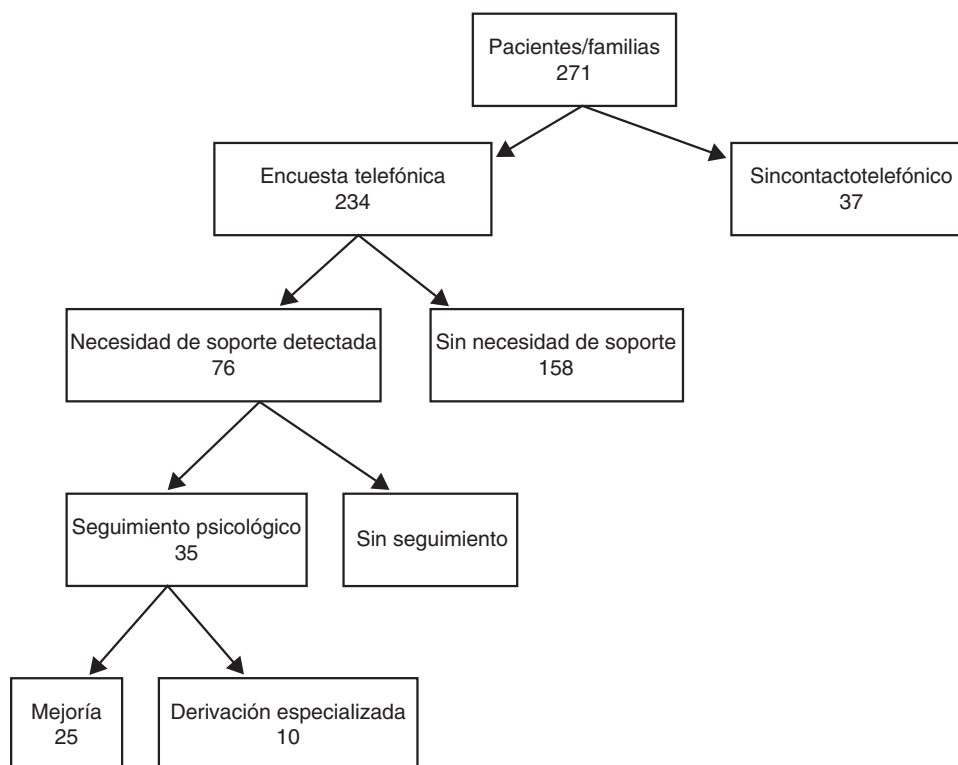 Pacientes/familias
271
Encuesta telefónica
234
Sincontactotelefónico
37
Necesidad de soporte detectada
76
Sin necesidad de soporte
158
Seguimiento psicológico
35
Sin seguimiento
Mejoría
25
Derivación especializada
10